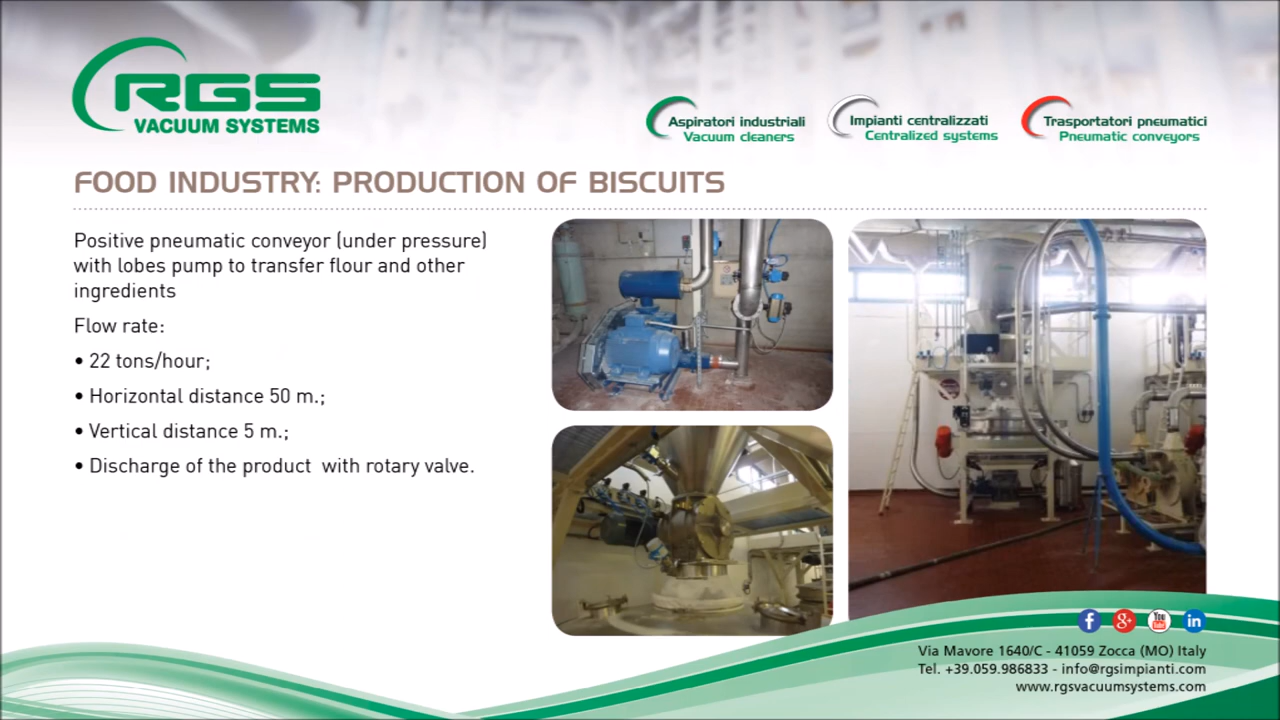 RGS
VACUUM SYSTEMS
Aspiratori industriali
Vacuum cleaners
Impianti centralizzati
Centralized systems
Trasportatori pneumatici
Pneumatic conveyors
FOOD INDUSTRY: PRODUCTION OF BISCUITS
Positive pneumatic conveyor (under pressure)
with lobes pump to transfer flour and other
ingredients
Flow rate:
• 22 tons/hour;
• Horizontal distance 50 m.;
• Vertical distance 5 m.;
• Discharge of the product  with rotary valve.
f g+ You Tube in
Via Mavore 1640/C - 41059 Zocca (MO) Italy
Tel. +39.059.986833 - info@rgsimpianti.com
www.rgsvacuumsystems.com